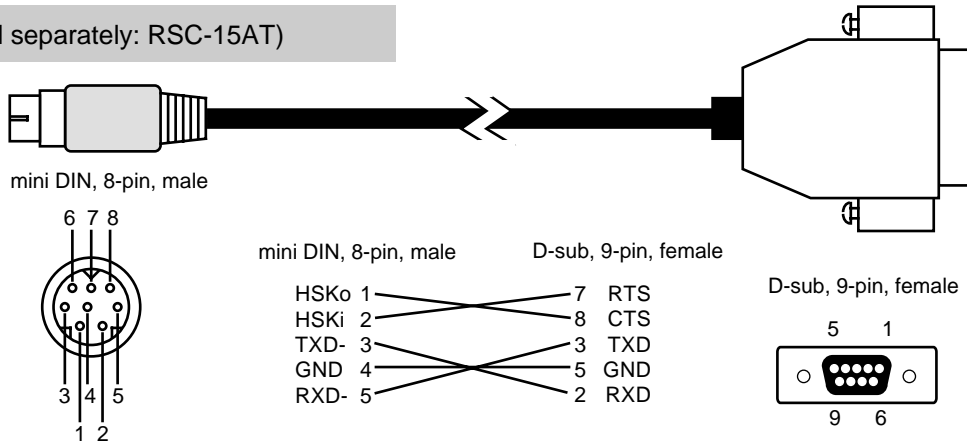 separately: RSC-15AT)
mini DIN, 8-pin, male
6 7 8
3 4 5
1 2
mini DIN, 8-pin, male D-sub, 9-pin, female
HSKo 1 7 RTS
HSKi 2 8 CTS
TXD- 3 3 TXD
GND 4 5 GND
RXD- 5 2 RXD
D-sub, 9-pin, female
5 1
9 6